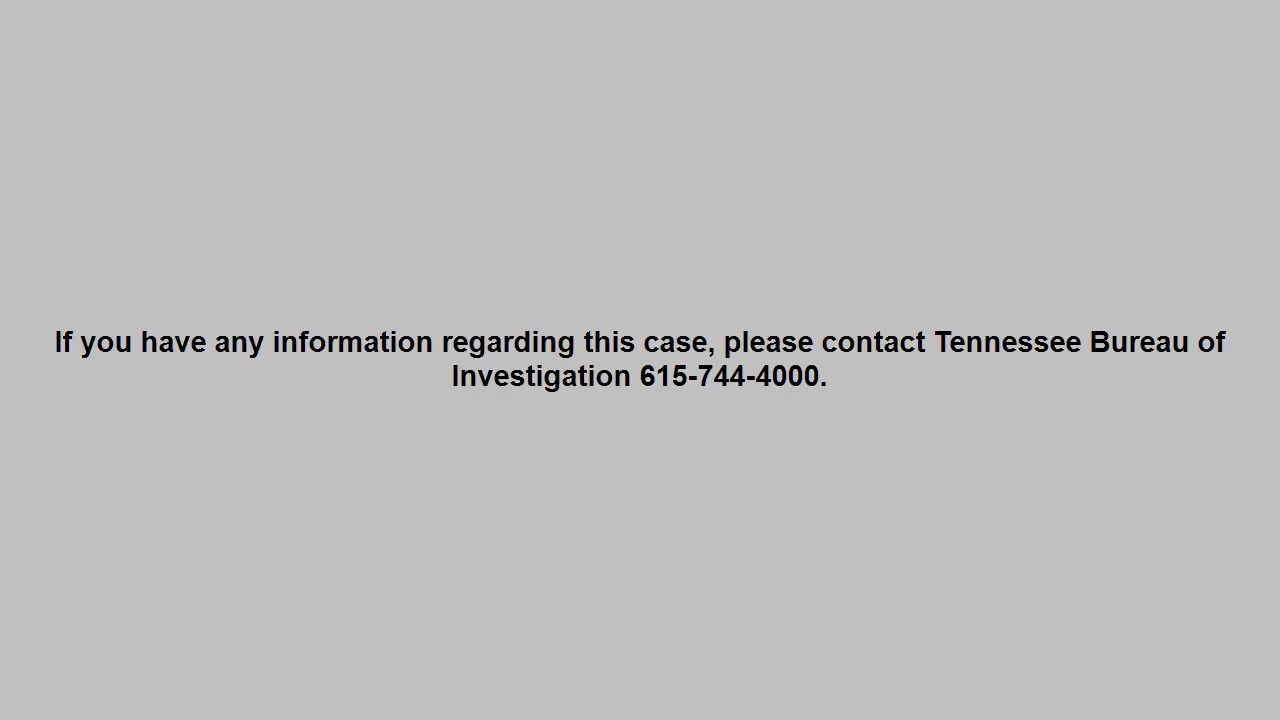 If you have any information regarding this case, please contact Tennessee Bureau of
Investigation 615-744-4000.